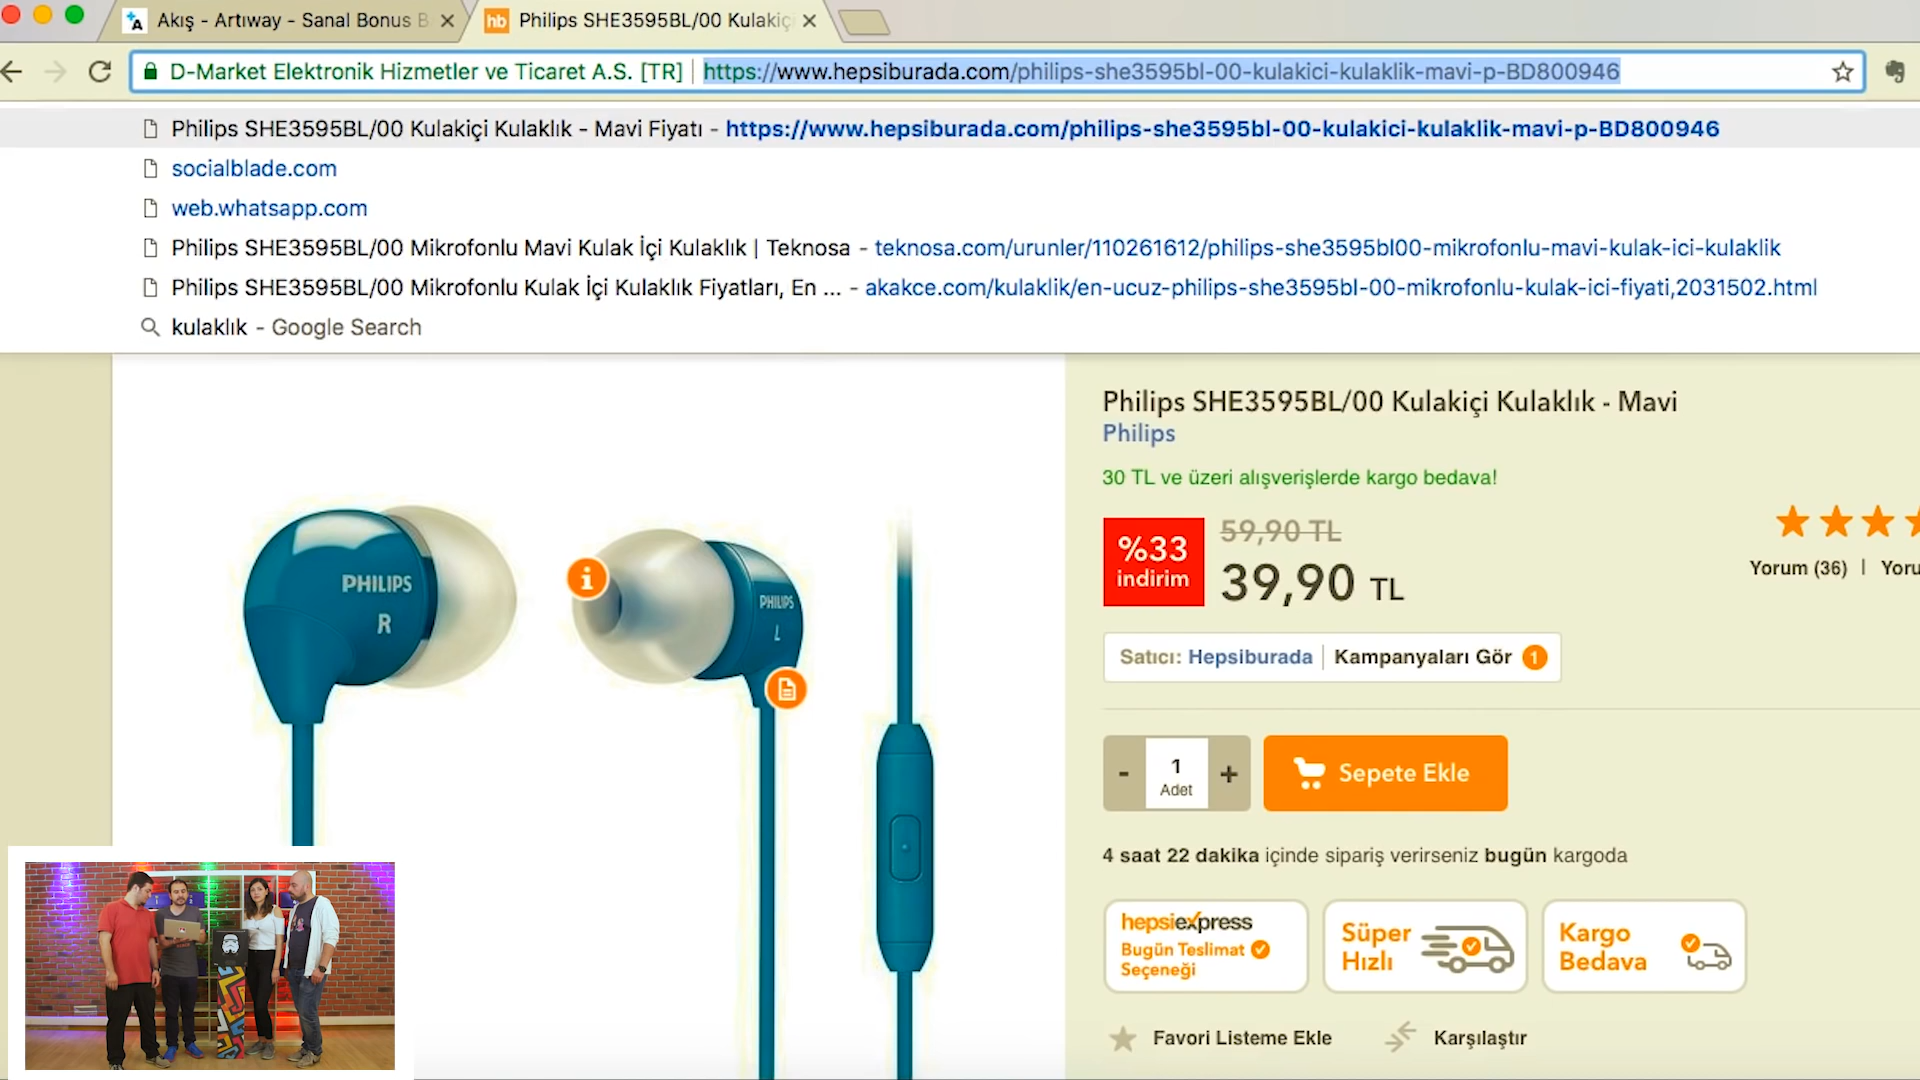 Akış - Artıway - Sanal Bonus B
hb Philips SHE3595BL/00 Kulakiçi
D-Market Elektronik Hizmetler ve Ticaret A.S. [TR] | https://www.hepsiburada.com/philips-she3595bl-00-kulakici-kulaklik-mavi-p-BD800946
Philips SHE3595BL/00 Kulakiçi Kulaklık - Mavi Fiyatı - https://www.hepsiburada.com/philips-she3595bl-00-kulakici-kulaklik-mavi-p-BD800946
socialblade.com
web.whatsapp.com
Philips SHE3595BL/00 Mikrofonlu Mavi Kulak İçi Kulaklık | Teknosa - teknosa.com/urunler/110261612/philips-she3595bl00-mikrofonlu-mavi-kulak-ici-kulaklik
Philips SHE3595BL/00 Mikrofonlu Kulak İçi Kulaklık Fiyatları, En ... - akakce.com/kulaklik/en-ucuz-philips-she3595bl-00-mikrofonlu-kulak-ici-fiyati,2031502.html
kulaklık - Google Search
Philips SHE3595BL/00 Kulakiçi Kulaklık - Mavi
Philips
30 TL ve üzeri alışverişlerde kargo bedava!
%33 indirim
59,90 TL
39,90 TL
Yorum (36) | Yoru
Satıcı: Hepsiburada | Kampanyaları Gör 1
- 1 Adet +
Sepete Ekle
4 saat 22 dakika içinde sipariş verirseniz bugün kargoda
hepsiexpress
Bugün Teslimat
Seçeneği
Süper
Hızlı
Kargo
Bedava
Favori Listeme Ekle
Karşılaştır
PHILIPS
R
PHILIPS
L